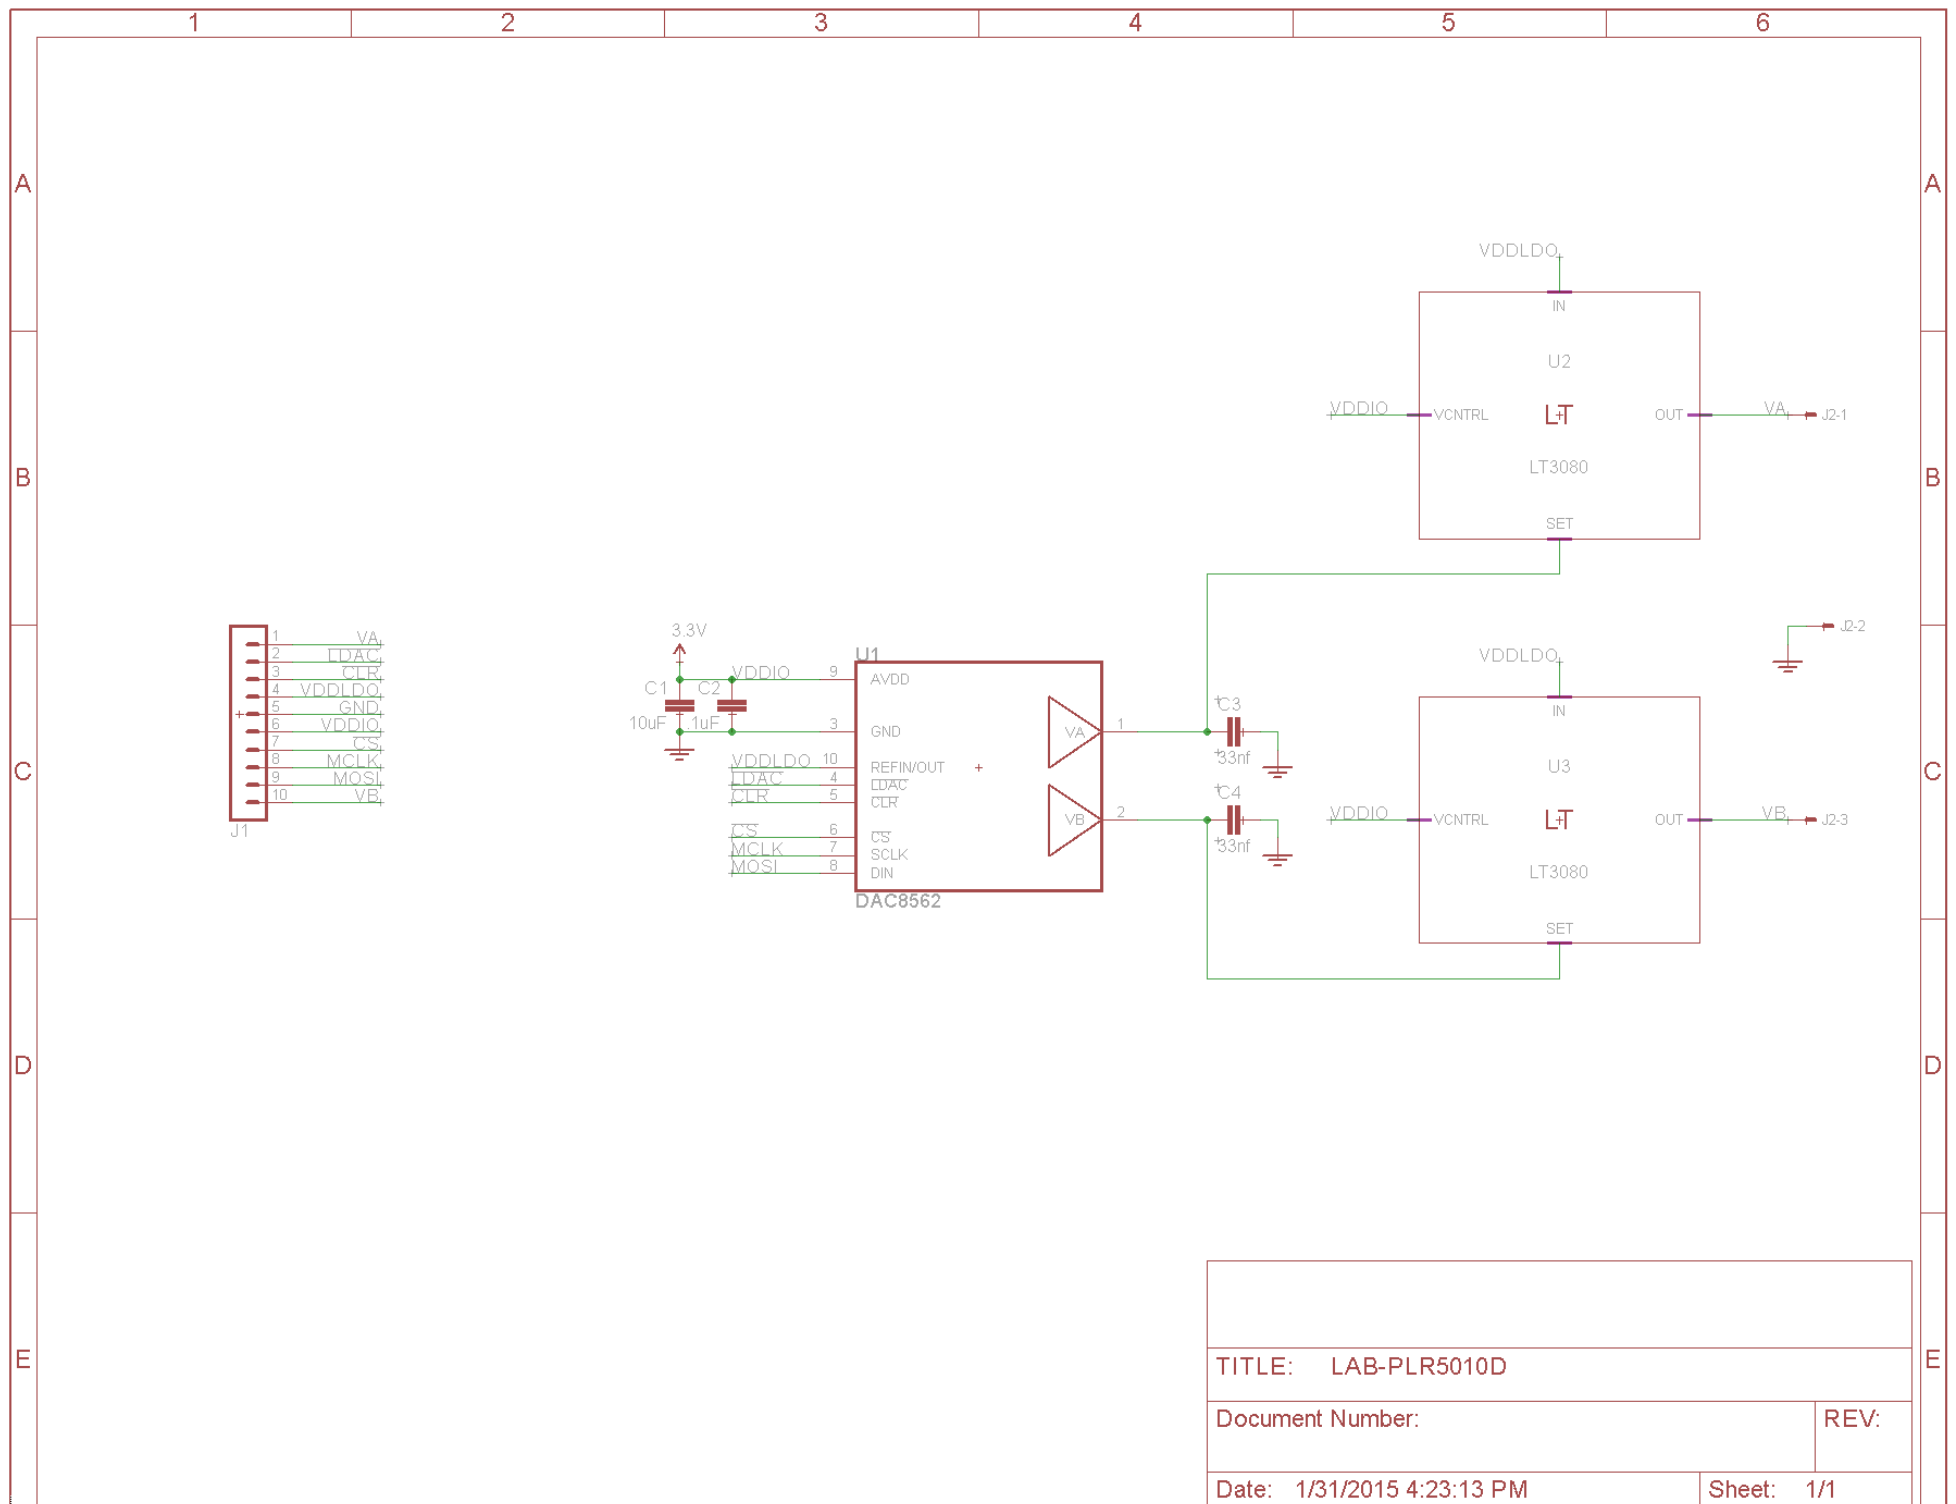 1 2 3 4 5 6
A A
B B
C C
D D
E E
VDDLDO
IN
U2
VDDIO
VCNTRL
LT
OUT
VA
J2-1
LT3080
SET
J2-2
VDDLDO
IN
U3
VDDIO
VCNTRL
LT
OUT
VB
J2-3
LT3080
SET
1 VA
2 LDAC
3 CLR
4 VDDLDO
5 GND
6 VDDIO
7 CS
8 MCLK
9 MOSI
10 VB
J1
3.3V
C1
10uF
C2
.1uF
U1
VDDIO 9 AVDD
3 GND
VDDLDO 10 REFIN/OUT
LDAC 4 LDAC
CLR 5 CLR
CS 6 CS
MCLK 7 SCLK
MOSI 8 DIN
VA 1
VB 2
DAC8562
C3
33nf
C4
33nf
TITLE: LAB-PLR5010D
Document Number:
REV:
Date: 1/31/2015 4:23:13 PM
Sheet: 1/1